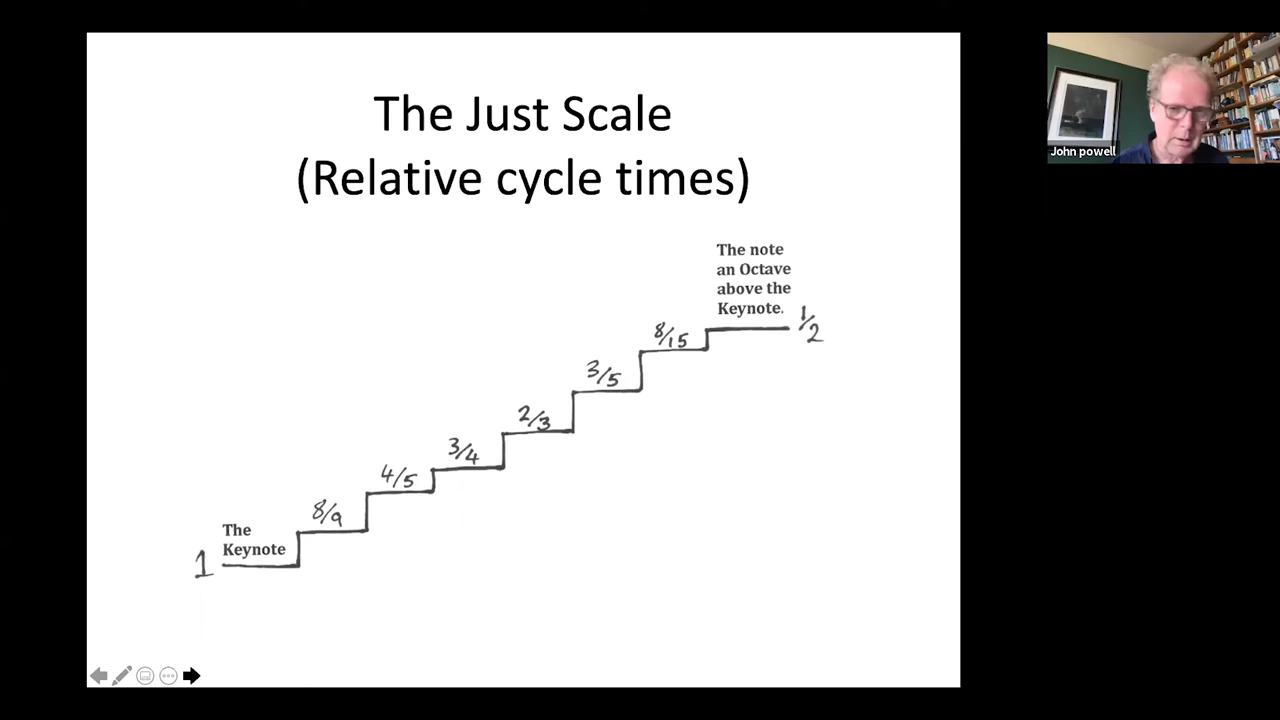 The Just Scale
(Relative cycle times)
John powell
The note
an Octave
above the
Keynote.
1/2
8/15
3/5
2/3
3/4
4/5
8/9
The
Keynote
1